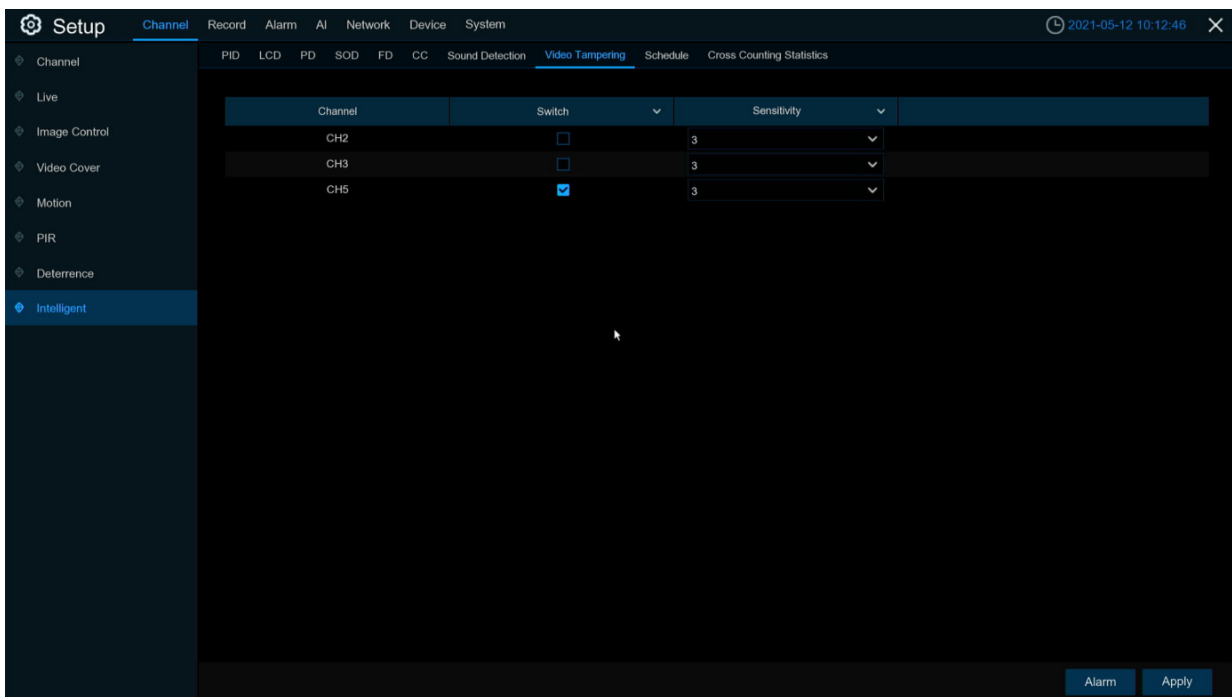 Setup Channel Record Alarm AI Network Device System 2021-05-12 10:12:46
PID LCD PD SOD FD CC Sound Detection Video Tampering Schedule Cross Counting Statistics
Channel
Live
Image Control
Video Cover
Motion
PIR
Deterrence
Intelligent
Channel Switch Sensitivity
CH2 3
CH3 3
CH5 3
Alarm Apply